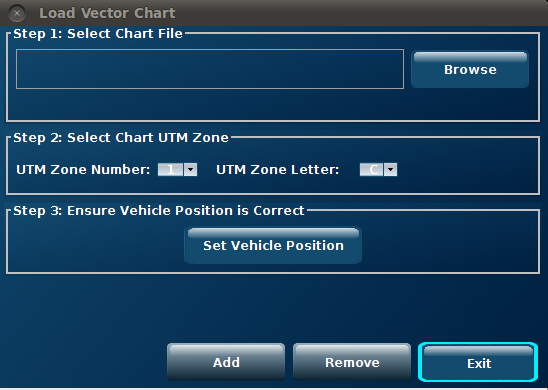 Load Vector Chart
Step 1: Select Chart File
Browse
Step 2: Select Chart UTM Zone
UTM Zone Number: 1 UTM Zone Letter: C
Step 3: Ensure Vehicle Position is Correct
Set Vehicle Position
Add Remove Exit